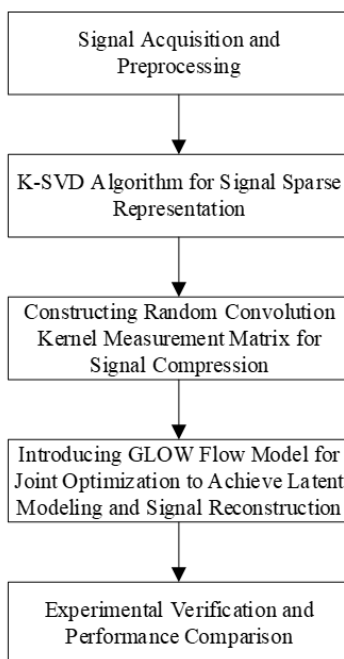 Signal Acquisition and
Preprocessing
K-SVD Algorithm for Signal Sparse
Representation
Constructing Random Convolution
Kernel Measurement Matrix for
Signal Compression
Introducing GLOW Flow Model for
Joint Optimization to Achieve Latent
Modeling and Signal Reconstruction
Experimental Verification and
Performance Comparison